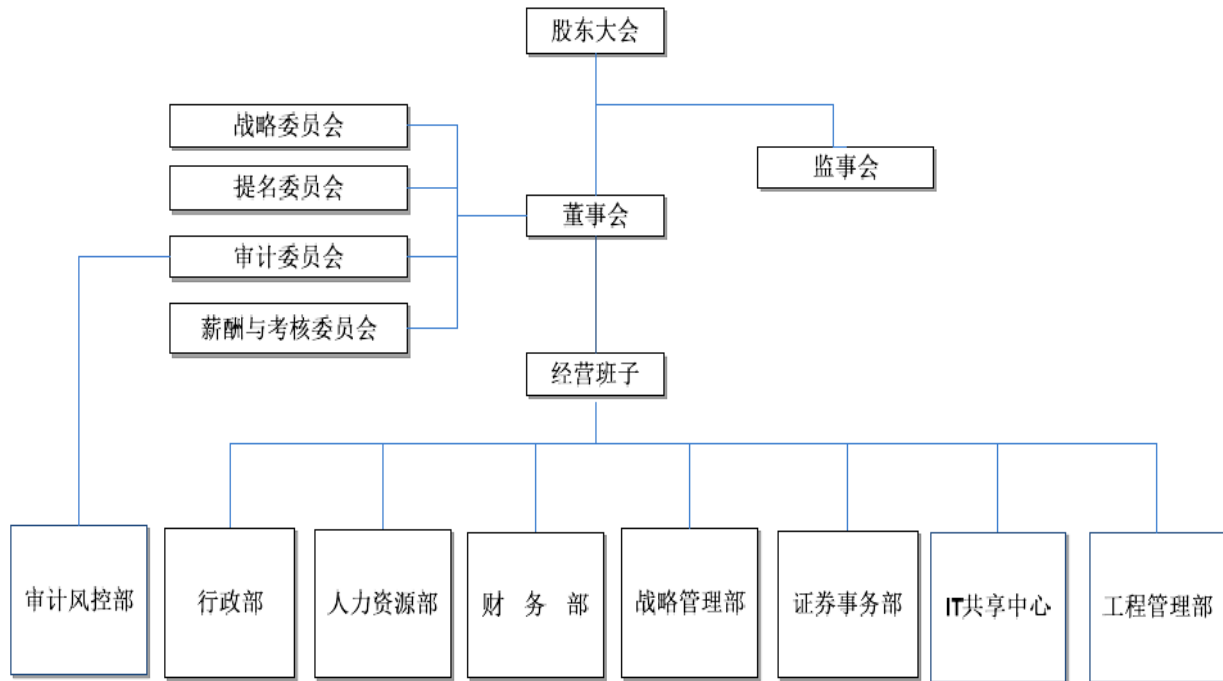 股东大会
战略委员会
监事会
提名委员会
董事会
审计委员会
薪酬与考核委员会
经营班子
审计风控部
行政部
人力资源部
财 务 部
战略管理部
证券事务部
IT共享中心
工程管理部